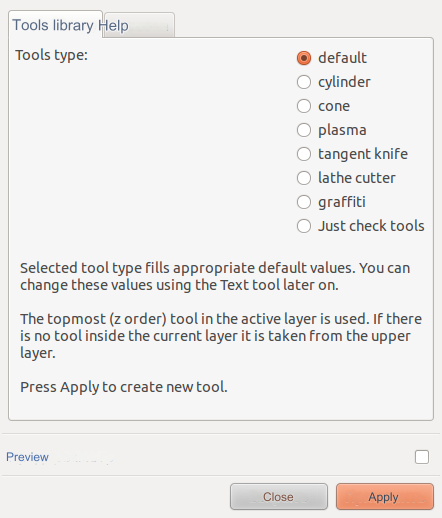 Tools library Help
Tools type:
default
cylinder
cone
plasma
tangent knife
lathe cutter
graffiti
Just check tools
Selected tool type fills appropriate default values. You can
change these values using the Text tool later on.
The topmost (z order) tool in the active layer is used. If there
is no tool inside the current layer it is taken from the upper
layer.
Press Apply to create new tool.
Preview
Close
Apply